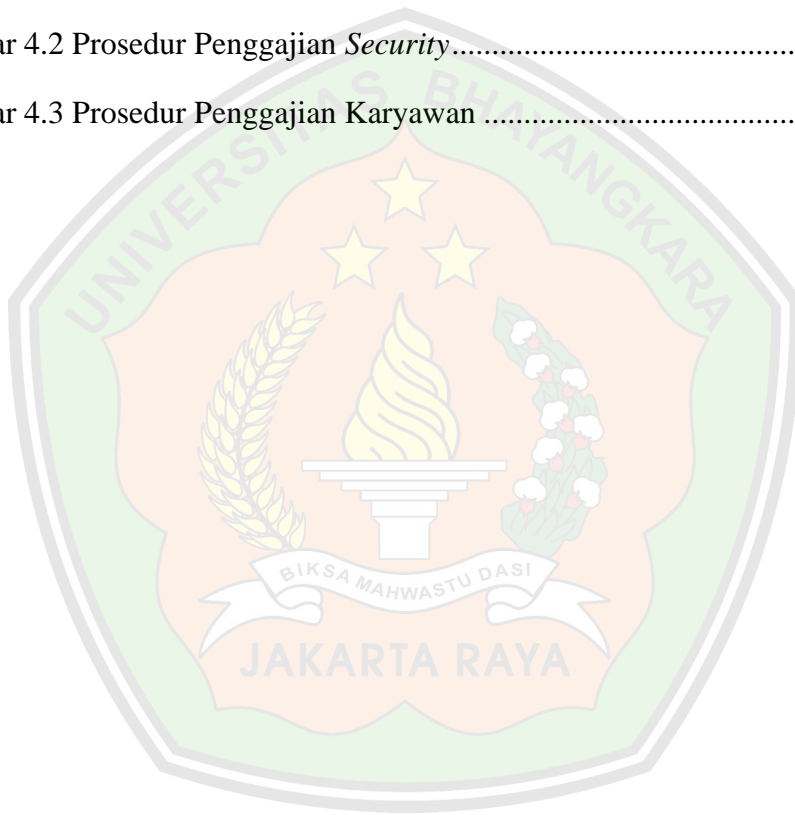 ar 4.2 Prosedur Penggajian Security.........................................
ar 4.3 Prosedur Penggajian Karyawan .....................................
UNIVERSITAS BHAYANGKARA
BIKSA MAHWASTU DASI
JAKARTA RAYA